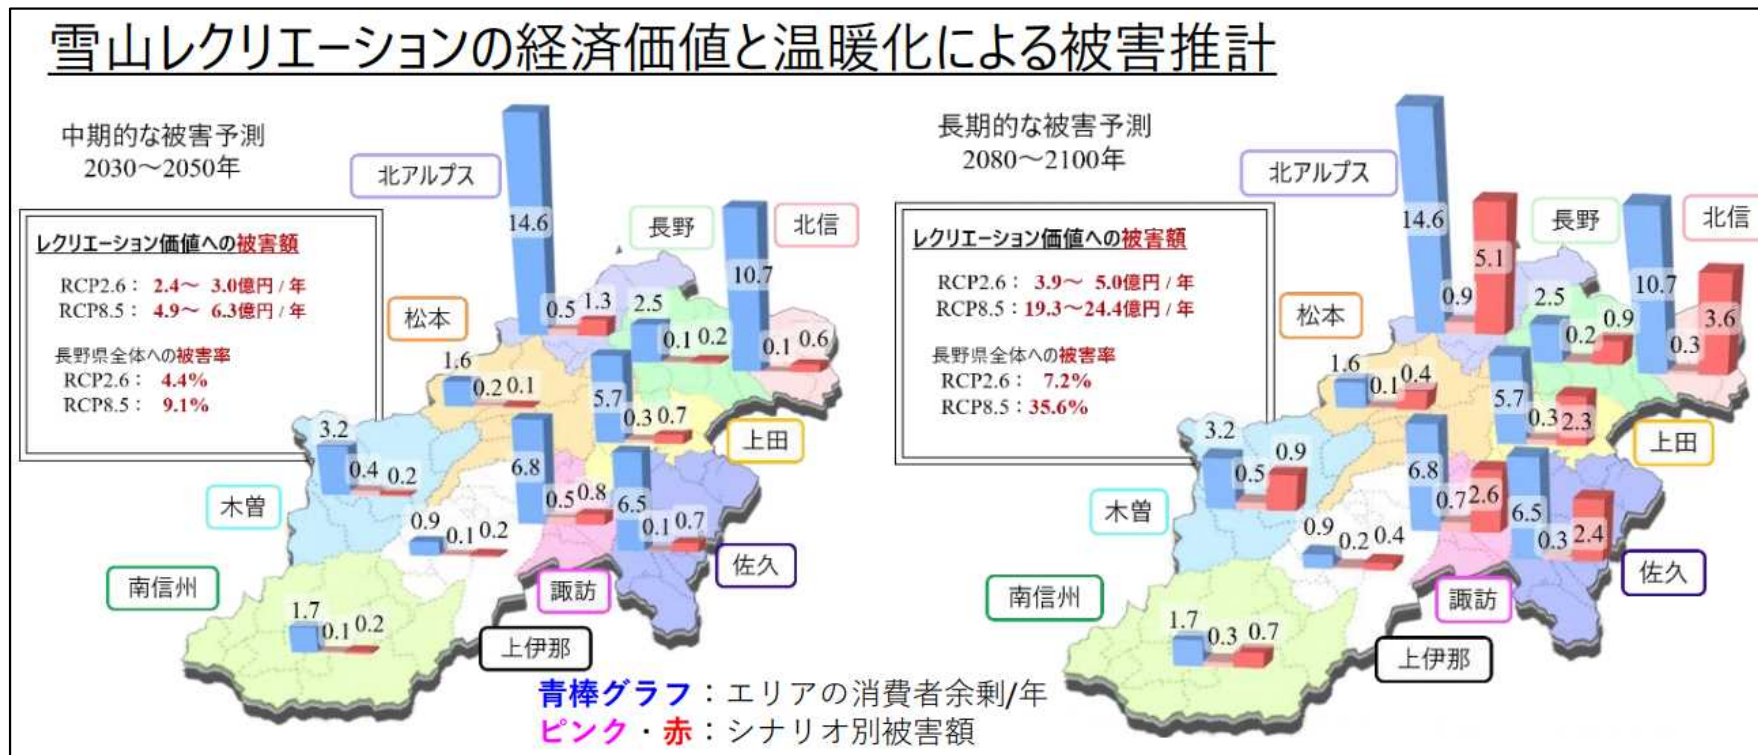 雪山レクリエーションの経済価値と温暖化による被害推計
中期的な被害予測
2030～2050年
レクリエーション価値への被害額
RCP2.6： 2.4～ 3.0億円 / 年
RCP8.5： 4.9～ 6.3億円 / 年
長野県全体への被害率
RCP2.6： 4.4%
RCP8.5： 9.1%
北アルプス
14.6
0.5
1.3
長野
2.5
0.1
0.2
北信
10.7
0.1
0.6
松本
1.6
0.2
0.1
5.7
0.3
0.7
上田
3.2
0.4
0.2
木曽
6.8
0.5
0.8
諏訪
6.5
0.1
0.7
佐久
0.9
0.1
0.2
上伊那
南信州
1.7
0.1
0.2
長期的な被害予測
2080～2100年
レクリエーション価値への被害額
RCP2.6： 3.9～ 5.0億円 / 年
RCP8.5：19.3～24.4億円 / 年
長野県全体への被害率
RCP2.6： 7.2%
RCP8.5：35.6%
北アルプス
14.6
0.9
5.1
長野
2.5
0.2
0.9
北信
10.7
0.3
3.6
松本
1.6
0.1
0.4
5.7
0.3
2.3
上田
3.2
0.5
0.9
木曽
6.8
0.7
2.6
諏訪
6.5
0.3
2.4
佐久
0.9
0.2
0.4
上伊那
南信州
1.7
0.3
0.7
青棒グラフ：エリアの消費者余剰/年
ピンク・赤：シナリオ別被害額